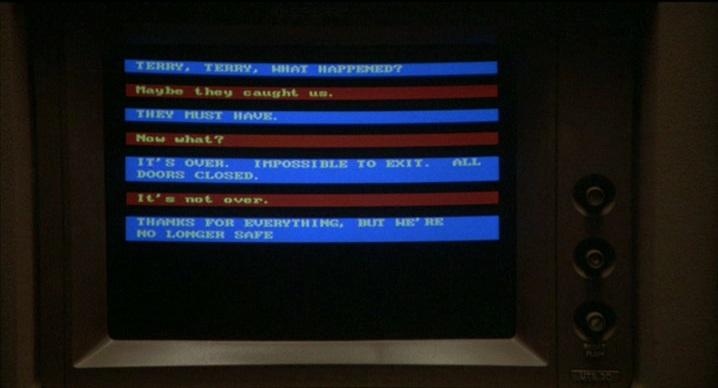 TERRY, TERRY, WHAT HAPPENED?
Maybe they caught us.
THEY MUST HAVE.
Now what?
IT'S OVER.  IMPOSSIBLE TO EXIT.  ALL
DOORS CLOSED.
It's not over.
THANKS FOR EVERYTHING, BUT WE'RE
NO LONGER SAFE